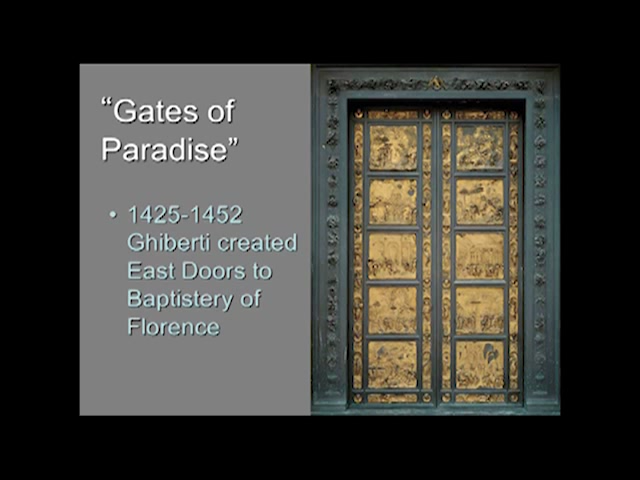 “Gates of
Paradise”
• 1425-1452
Ghiberti created
East Doors to
Baptistery of
Florence